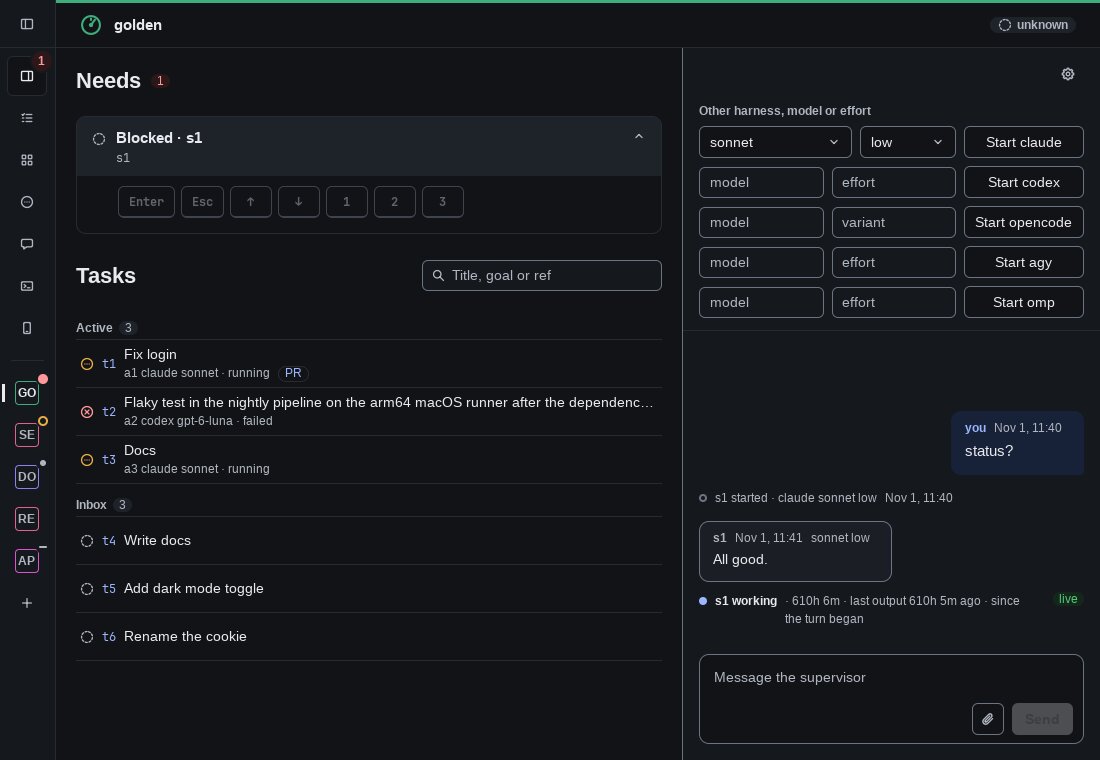 golden
unknown
1
Needs 1
Blocked · s1
s1
Enter Esc ↑ ↓ 1 2 3
Tasks
Title, goal or ref
Active 3
t1 Fix login
a1 claude sonnet · running PR
t2 Flaky test in the nightly pipeline on the arm64 macOS runner after the dependenc…
a2 codex gpt-6-luna · failed
t3 Docs
a3 claude sonnet · running
Inbox 3
t4 Write docs
t5 Add dark mode toggle
t6 Rename the cookie
GO
SE
DO
RE
AP
Other harness, model or effort
sonnet low Start claude
model effort Start codex
model variant Start opencode
model effort Start agy
model effort Start omp
you Nov 1, 11:40
status?
s1 started · claude sonnet low Nov 1, 11:40
s1 Nov 1, 11:41 sonnet low
All good.
s1 working · 610h 6m · last output 610h 5m ago · since live
the turn began
Message the supervisor
Send